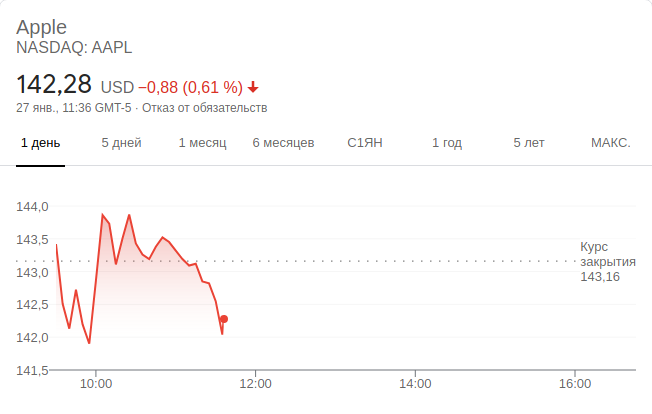 Apple
NASDAQ: AAPL
142,28 USD −0,88 (0,61 %)
27 янв., 11:36 GMT-5 · Отказ от обязательств
1 день 5 дней 1 месяц 6 месяцев С1ЯН 1 год 5 лет МАКС.
144,0
143,5
143,0
142,5
142,0
141,5
Курс
закрытия
143,16
10:00 12:00 14:00 16:00